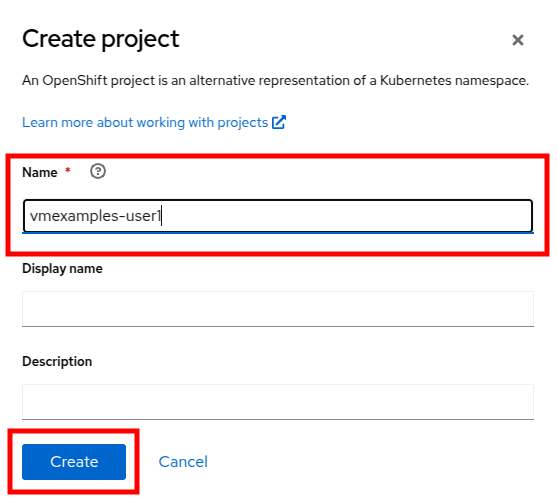 Create project
An OpenShift project is an alternative representation of a Kubernetes namespace.
Learn more about working with projects
Name *
vmexamples-user1
Display name
Description
Create Cancel